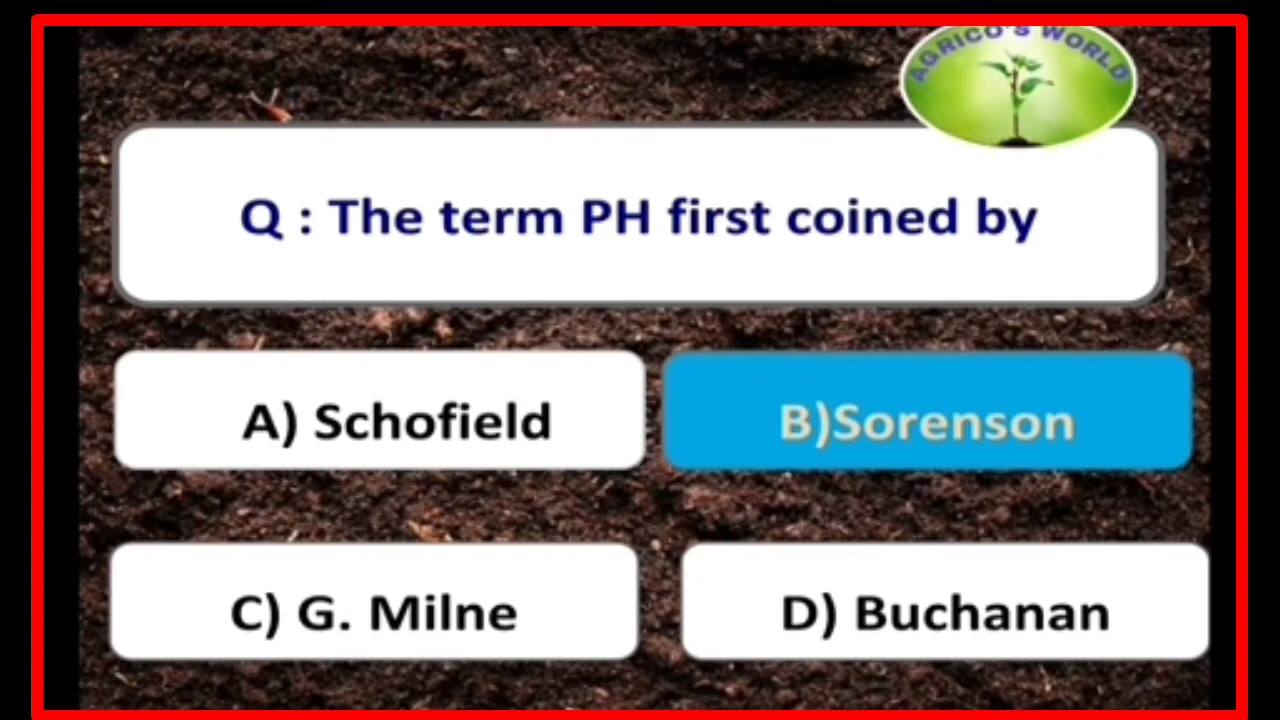 AGRICO'S WORLD
Q : The term PH first coined by
A) Schofield
B)Sorenson
C) G. Milne
D) Buchanan